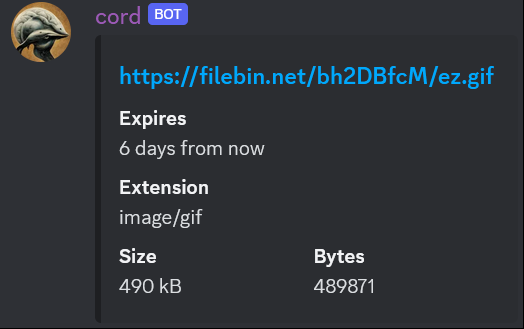 cord BOT
https://filebin.net/bh2DBfcM/ez.gif
Expires
6 days from now
Extension
image/gif
Size Bytes
490 kB 489871